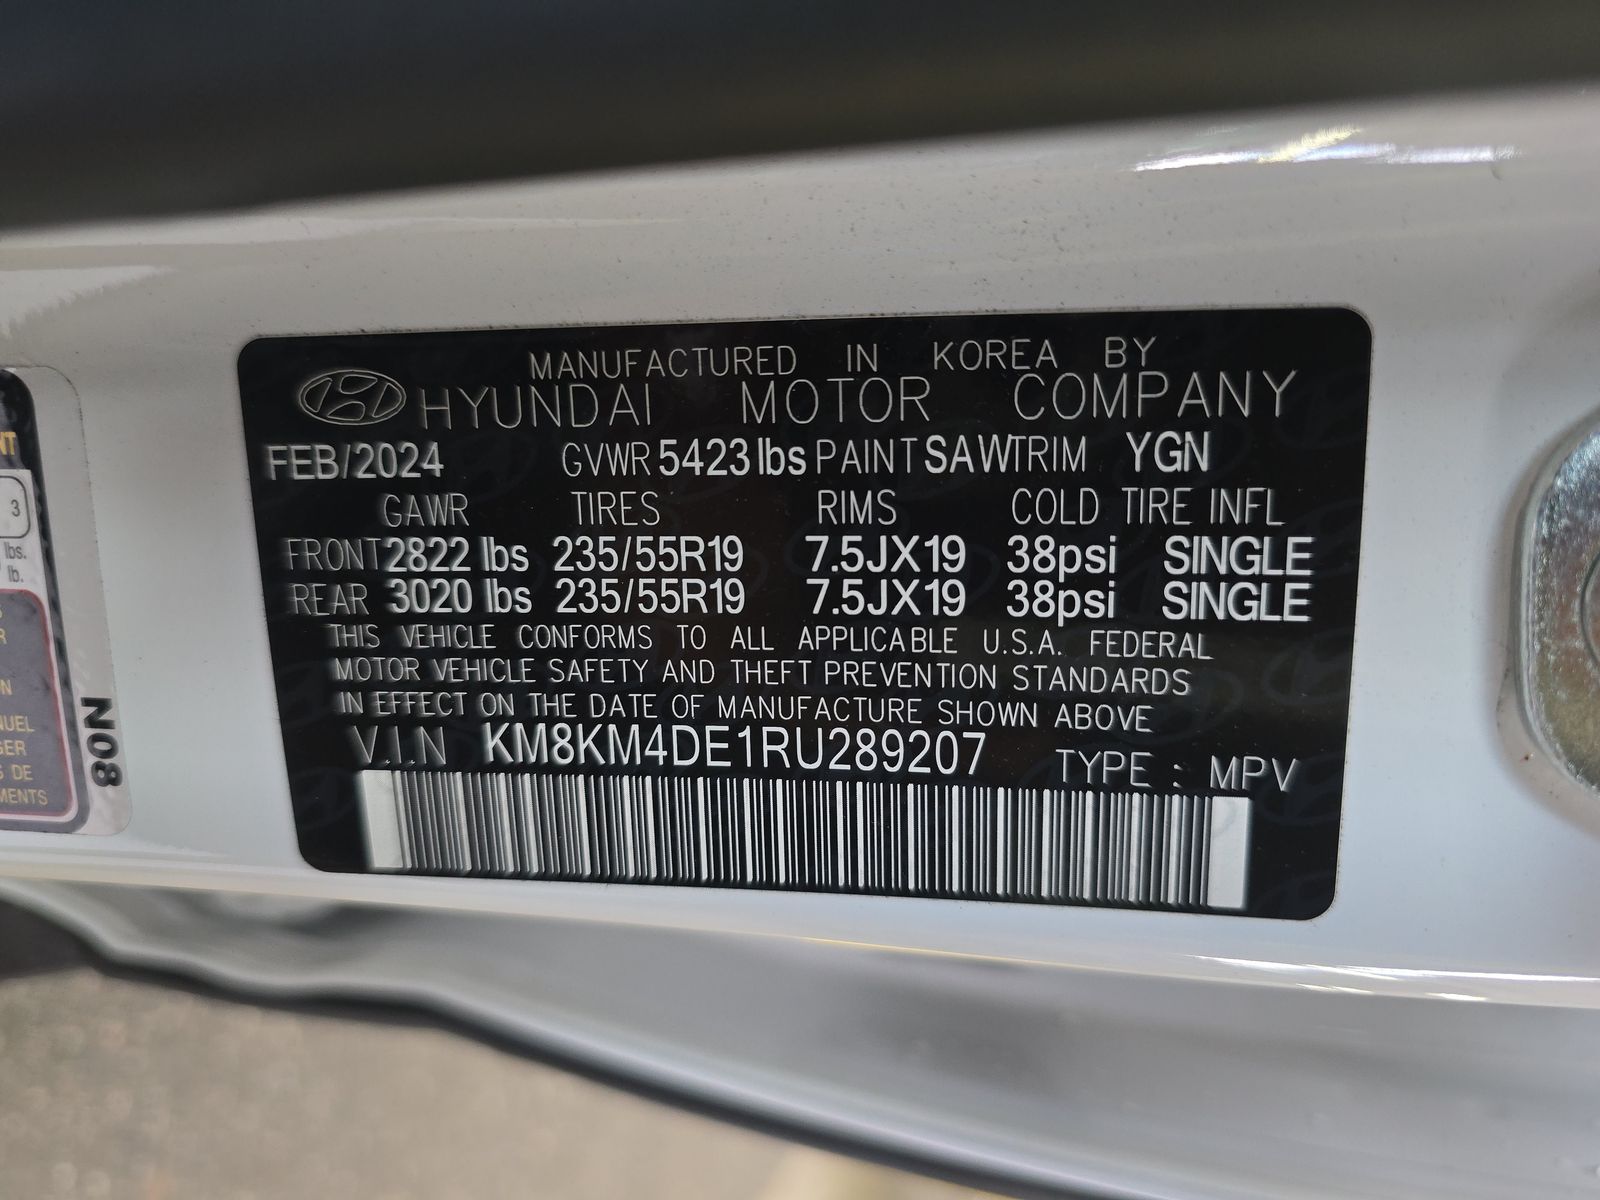 MANUFACTURED IN KOREA BY
HYUNDAI MOTOR COMPANY
FEB/2024 GVWR 5423 lbs PAINT SAW TRIM YGN
GAWR TIRES RIMS COLD TIRE INFL
FRONT 2822 lbs 235/55R19 7.5JX19 38psi SINGLE
REAR 3020 lbs 235/55R19 7.5JX19 38psi SINGLE
THIS VEHICLE CONFORMS TO ALL APPLICABLE U.S.A. FEDERAL
MOTOR VEHICLE SAFETY AND THEFT PREVENTION STANDARDS
IN EFFECT ON THE DATE OF MANUFACTURE SHOWN ABOVE
V.I.N KM8KM4DE1RU289207 TYPE : MPV
3
lbs.
lb.
N08